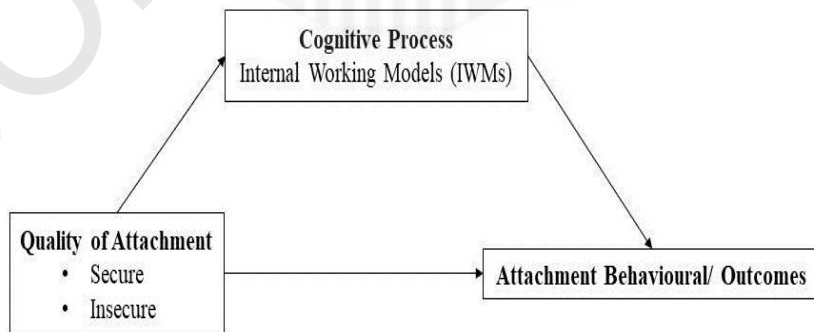 Cognitive Process
Internal Working Models (IWMs)
Quality of Attachment
• Secure
• Insecure
Attachment Behavioural/ Outcomes